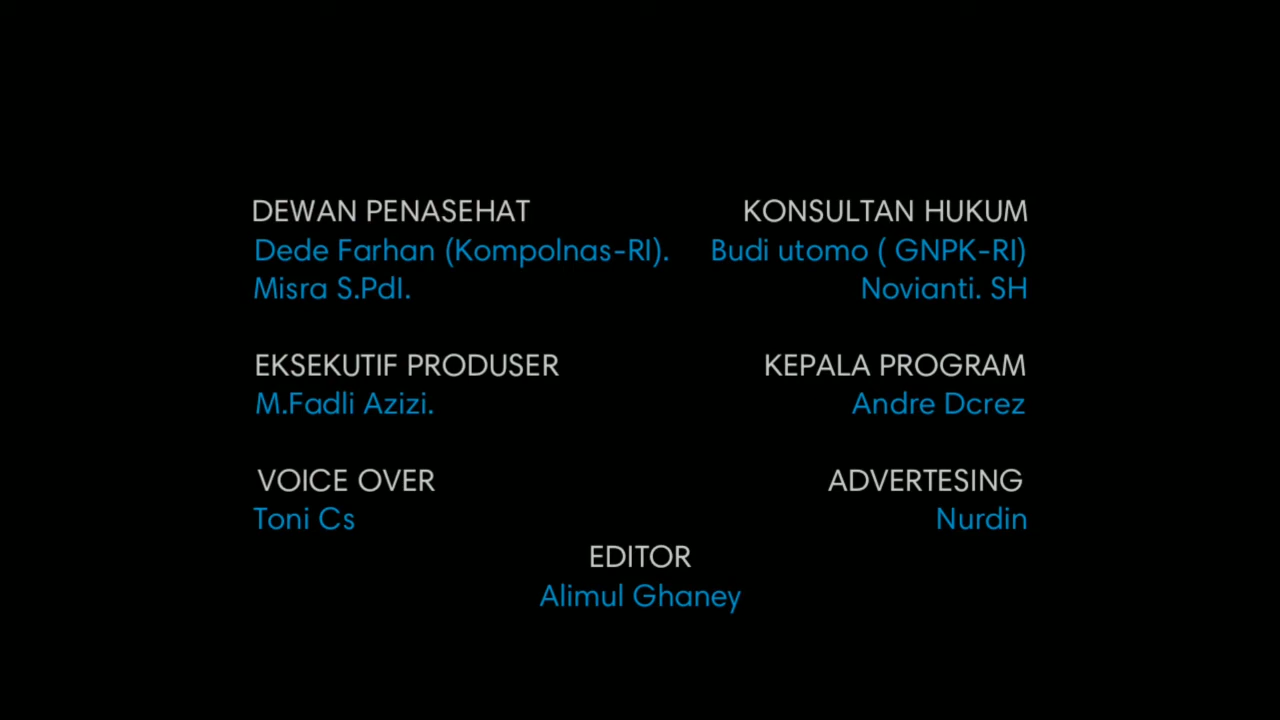 DEWAN PENASEHAT
Dede Farhan (Kompolnas-RI).
Misra S.PdI.
KONSULTAN HUKUM
Budi utomo ( GNPK-RI)
Novianti. SH
EKSEKUTIF PRODUSER
M.Fadli Azizi.
KEPALA PROGRAM
Andre Dcrez
VOICE OVER
Toni Cs
ADVERTESING
Nurdin
EDITOR
Alimul Ghaney